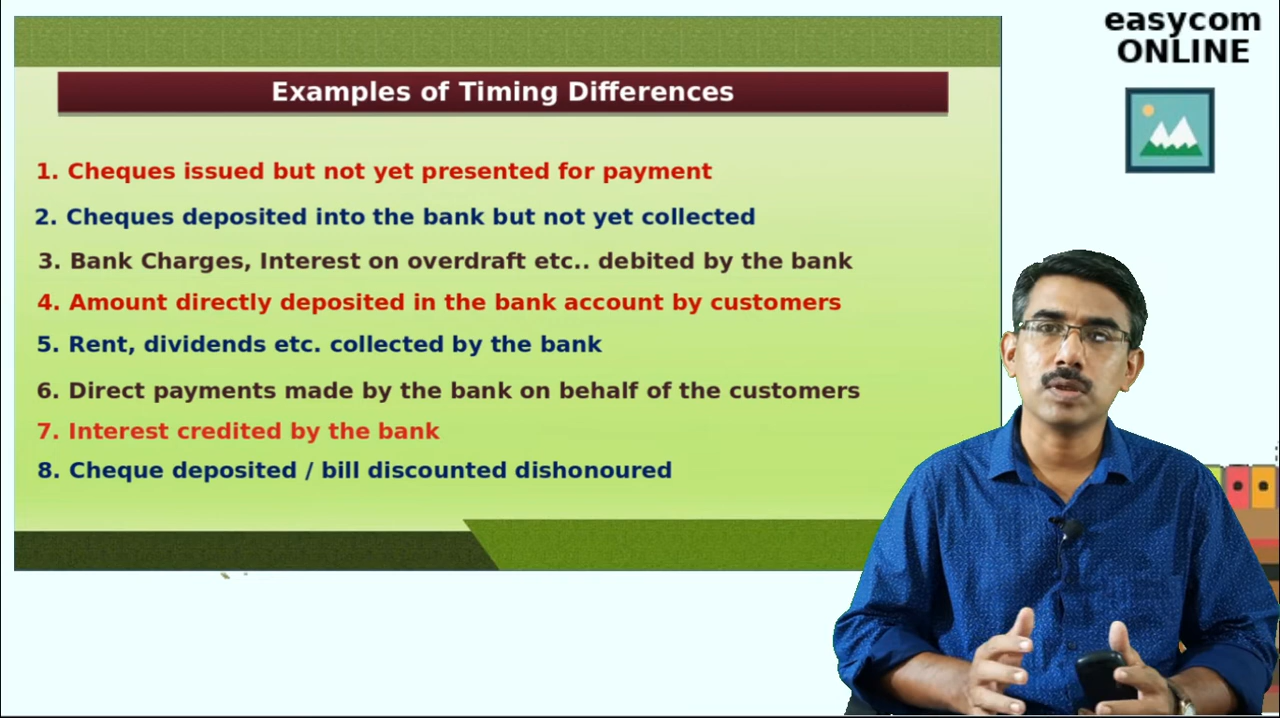 easycom
ONLINE
Examples of Timing Differences
1. Cheques issued but not yet presented for payment
2. Cheques deposited into the bank but not yet collected
3. Bank Charges, Interest on overdraft etc.. debited by the bank
4. Amount directly deposited in the bank account by customers
5. Rent, dividends etc. collected by the bank
6. Direct payments made by the bank on behalf of the customers
7. Interest credited by the bank
8. Cheque deposited / bill discounted dishonoured